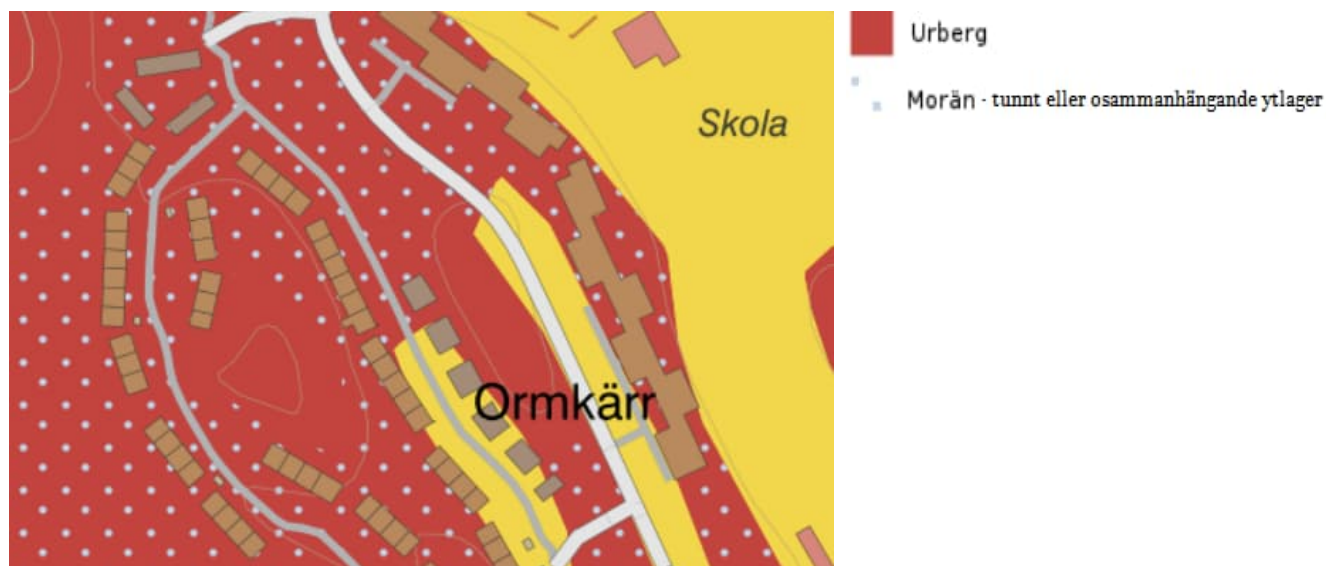 Urberg
Morän - tunnt eller osammanhängande ytlager
Skola
Ormkärr